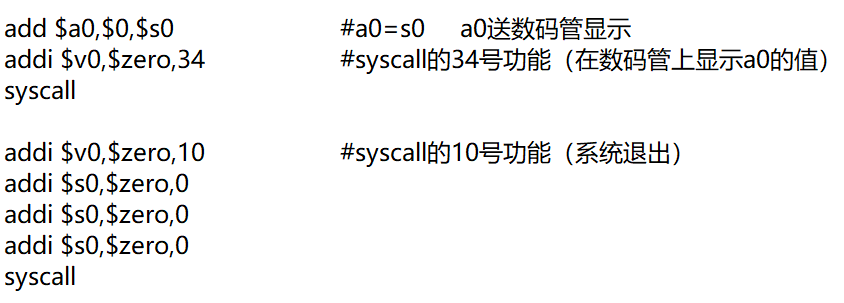 add $a0,$0,$s0 #a0=s0 a0送数码管显示
addi $v0,$zero,34 #syscall的34号功能（在数码管上显示a0的值）
syscall
addi $v0,$zero,10 #syscall的10号功能（系统退出）
addi $s0,$zero,0
addi $s0,$zero,0
addi $s0,$zero,0
syscall